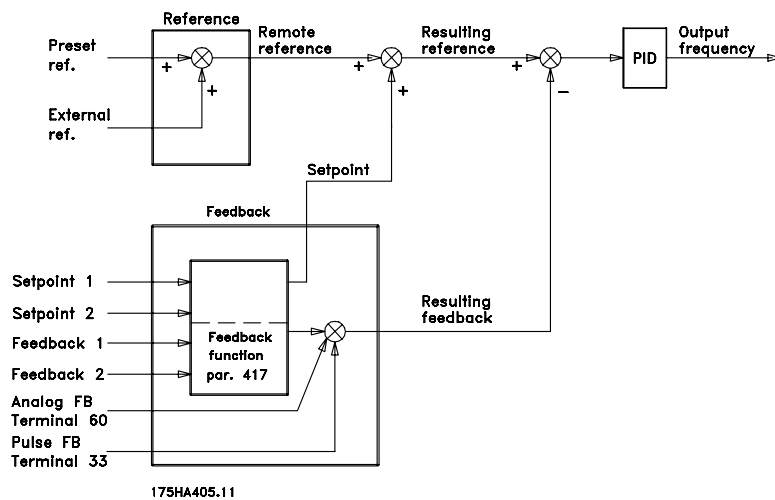 Reference
Preset
ref.
+
+
External
ref.
Remote
reference
+
+
Resulting
reference
+
−
PID
Output
frequency
Setpoint
Feedback
Setpoint 1
Setpoint 2
Feedback 1
Feedback 2
Feedback
function
par. 417
Analog FB
Terminal 60
Pulse FB
Terminal 33
Resulting
feedback
175HA405.11